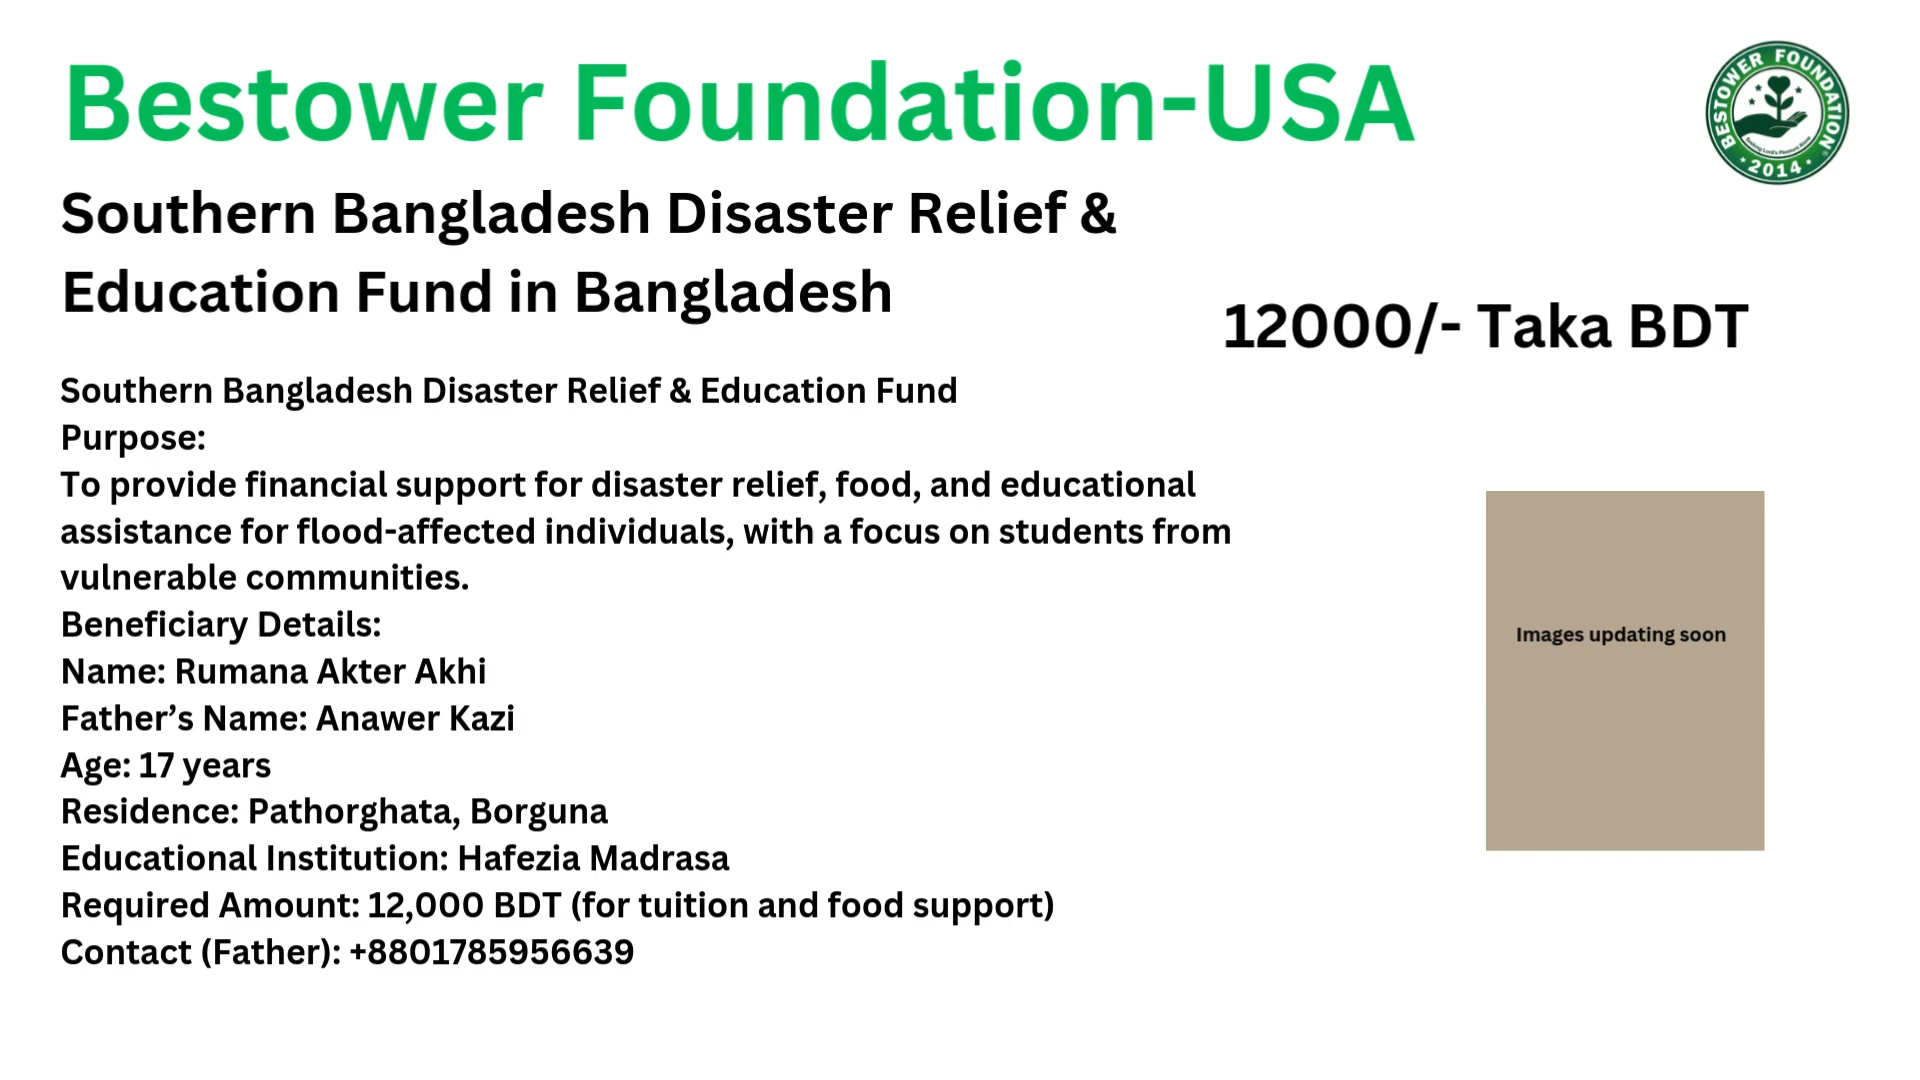 Bestower Foundation-USA
BESTOWER FOUNDATION
2014
Southern Bangladesh Disaster Relief &
Education Fund in Bangladesh
12000/- Taka BDT
Southern Bangladesh Disaster Relief & Education Fund
Purpose:
To provide financial support for disaster relief, food, and educational
assistance for flood-affected individuals, with a focus on students from
vulnerable communities.
Beneficiary Details:
Name: Rumana Akter Akhi
Father’s Name: Anawer Kazi
Age: 17 years
Residence: Pathorghata, Borguna
Educational Institution: Hafezia Madrasa
Required Amount: 12,000 BDT (for tuition and food support)
Contact (Father): +8801785956639
Images updating soon